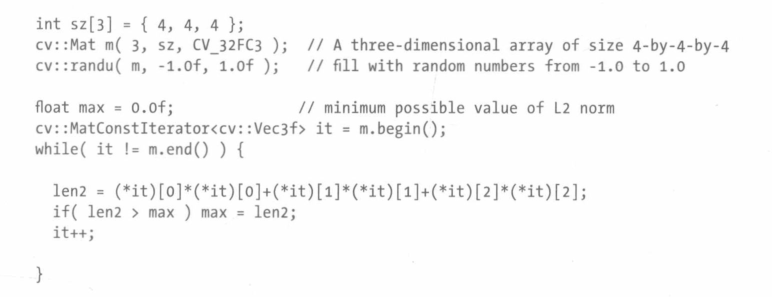 int sz[3] = { 4, 4, 4 };
cv::Mat m( 3, sz, CV_32FC3 );  // A three-dimensional array of size 4-by-4-by-4
cv::randu( m, -1.0f, 1.0f );   // fill with random numbers from -1.0 to 1.0
float max = 0.0f;              // minimum possible value of L2 norm
cv::MatConstIterator<cv::Vec3f> it = m.begin();
while( it != m.end() ) {
len2 = (*it)[0]*(*it)[0]+(*it)[1]*(*it)[1]+(*it)[2]*(*it)[2];
if( len2 > max ) max = len2;
it++;
}